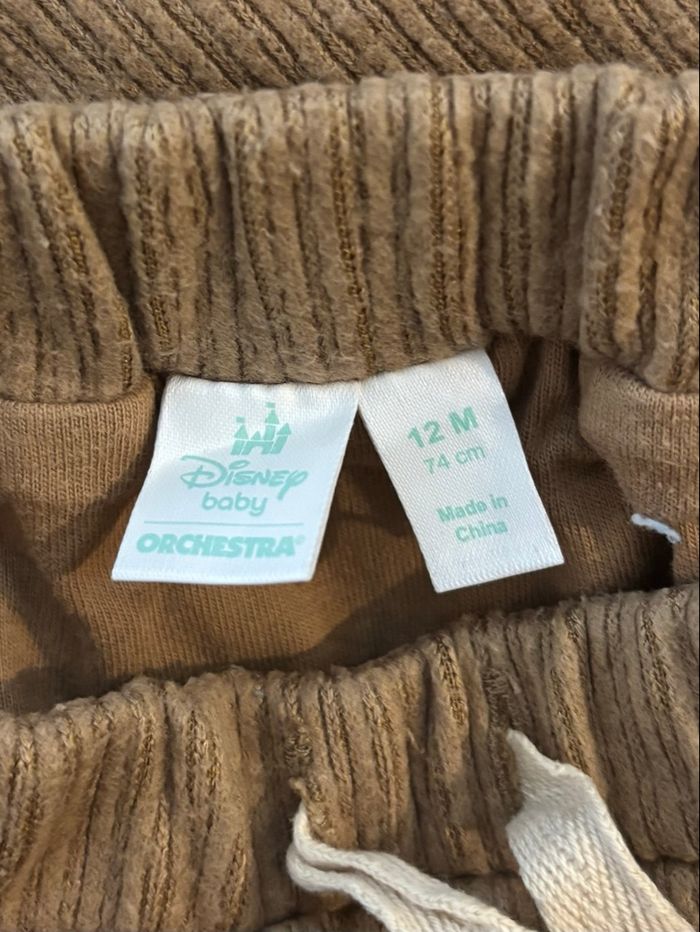 Disney
baby
ORCHESTRA®
12 M
74 cm
Made in
China